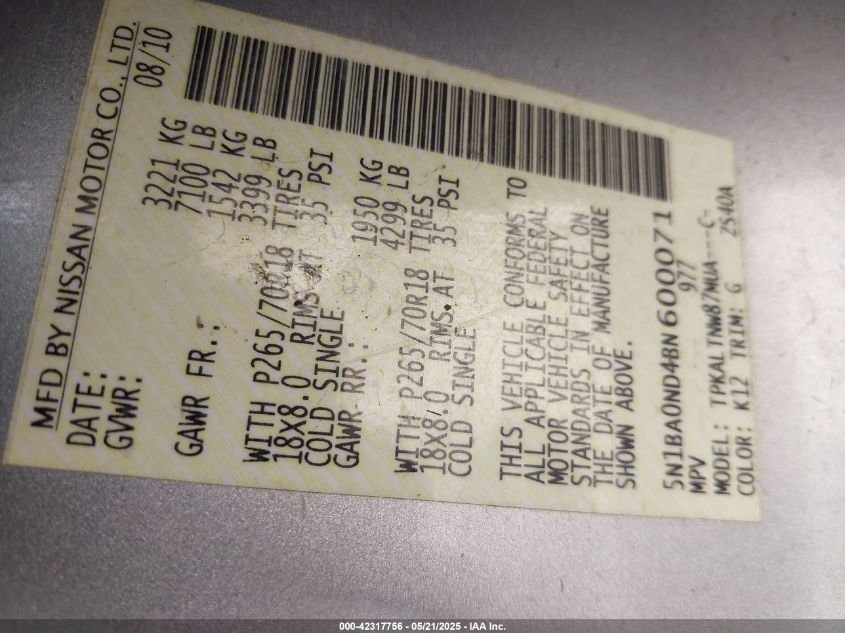 MFD BY NISSAN MOTOR CO., LTD.
DATE: 08/10
GVWR: 3221 KG
7100 LB
GAWR FR.: 1542 KG
3399 LB
WITH P265/70R18 TIRES
18X8.0 RIMS AT 35 PSI
COLD SINGLE
GAWR RR.: 1950 KG
4299 LB
WITH P265/70R18 TIRES
18X8.0 RIMS AT 35 PSI
COLD SINGLE
THIS VEHICLE CONFORMS TO
ALL APPLICABLE FEDERAL
MOTOR VEHICLE SAFETY
STANDARDS IN EFFECT ON
THE DATE OF MANUFACTURE
SHOWN ABOVE.
5N1BA0ND4BN600071
MPV 977
MODEL: TPKALTNW87MUA---C-
COLOR: K12 TRIM: G 2S40A
000-42317756 - 05/21/2025 - IAA Inc.